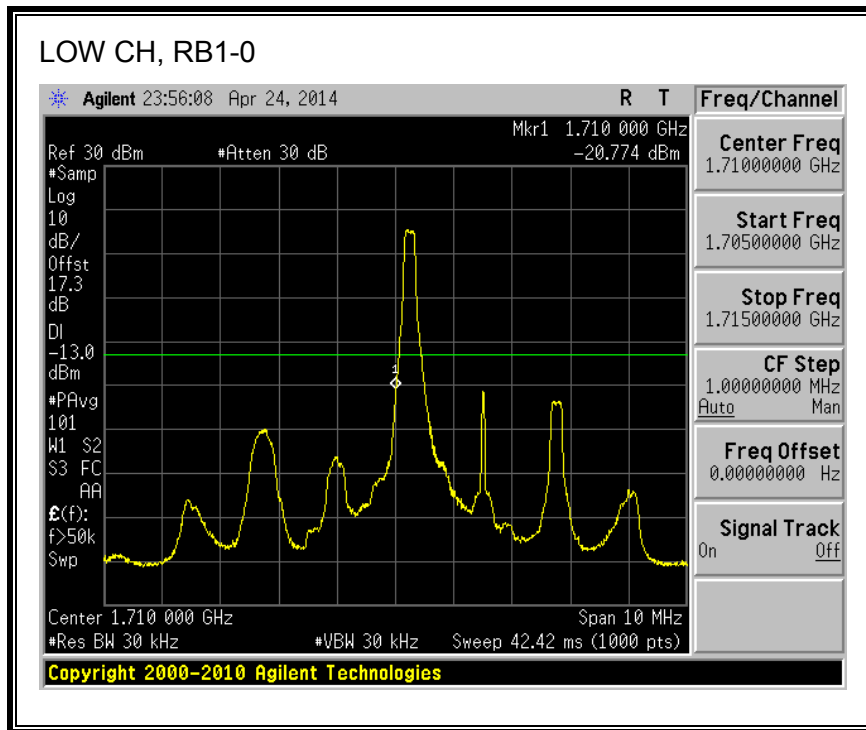 LOW CH, RB1-0
Agilent 23:56:08 Apr 24, 2014 R T
Freq/Channel
Mkr1 1.710 000 GHz
Ref 30 dBm #Atten 30 dB -20.774 dBm
#Samp
Log
10
dB/
Offst
17.3
dB
DI
-13.0
dBm
#PAvg
101
W1 S2
S3 FC
AA
£(f):
f>50k
Swp
1
Center 1.710 000 GHz Span 10 MHz
#Res BW 30 kHz #VBW 30 kHz Sweep 42.42 ms (1000 pts)
Center Freq
1.71000000 GHz
Start Freq
1.70500000 GHz
Stop Freq
1.71500000 GHz
CF Step
1.00000000 MHz
Auto Man
Freq Offset
0.00000000 Hz
Signal Track
On Off
Copyright 2000-2010 Agilent Technologies